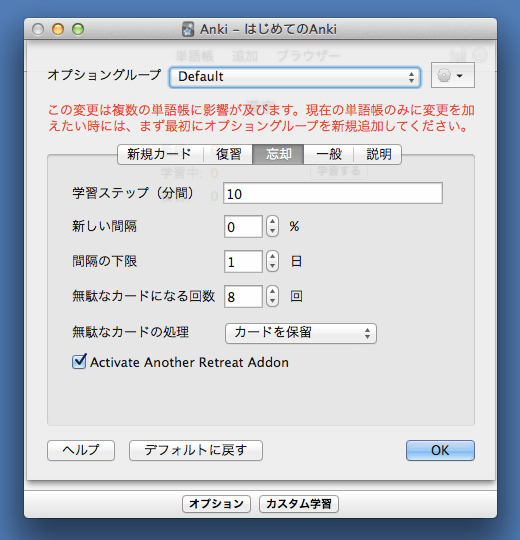 Anki – はじめてのAnki
単語帳 追加 ブラウザー
オプショングループ Default
この変更は複数の単語帳に影響が及びます。現在の単語帳のみに変更を加
えたい時には、まず最初にオプショングループを新規追加してください。
新規カード 復習 忘却 一般 説明
学習中: 0 学習する
学習ステップ（分間） 10
新しい間隔 0 %
間隔の下限 1 日
無駄なカードになる回数 8 回
無駄なカードの処理 カードを保留
Activate Another Retreat Addon
ヘルプ デフォルトに戻す OK
オプション カスタム学習